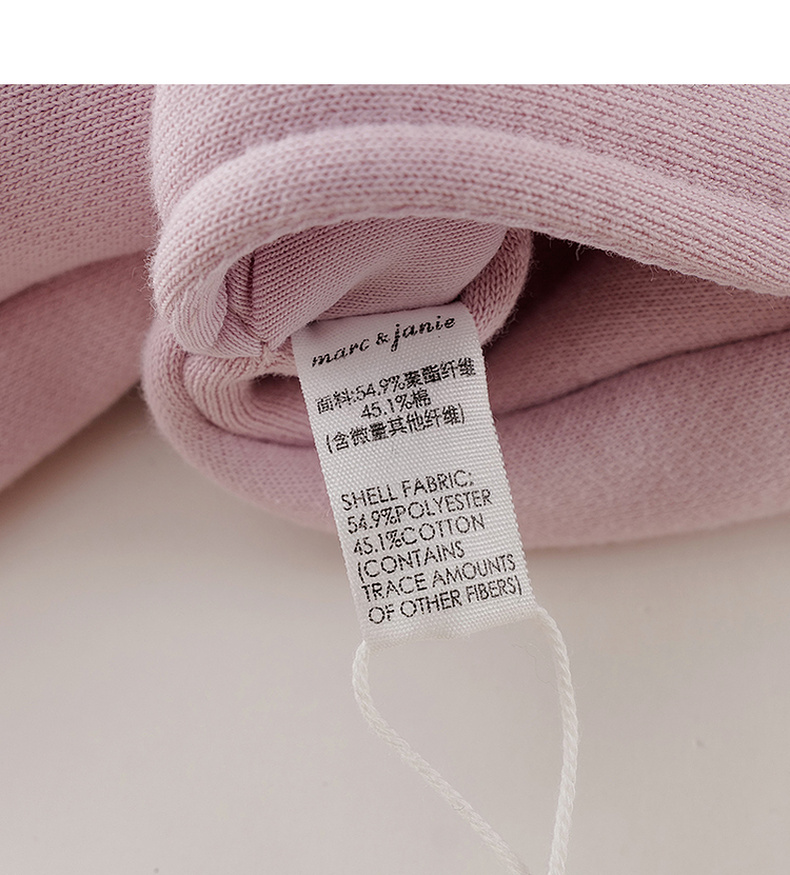 marc & janie
面料:54.9%聚酯纤维
45.1%棉
(含微量其他纤维)
SHELL FABRIC:
54.9%POLYESTER
45.1%COTTON
(CONTAINS
TRACE AMOUNTS
OF OTHER FIBERS)